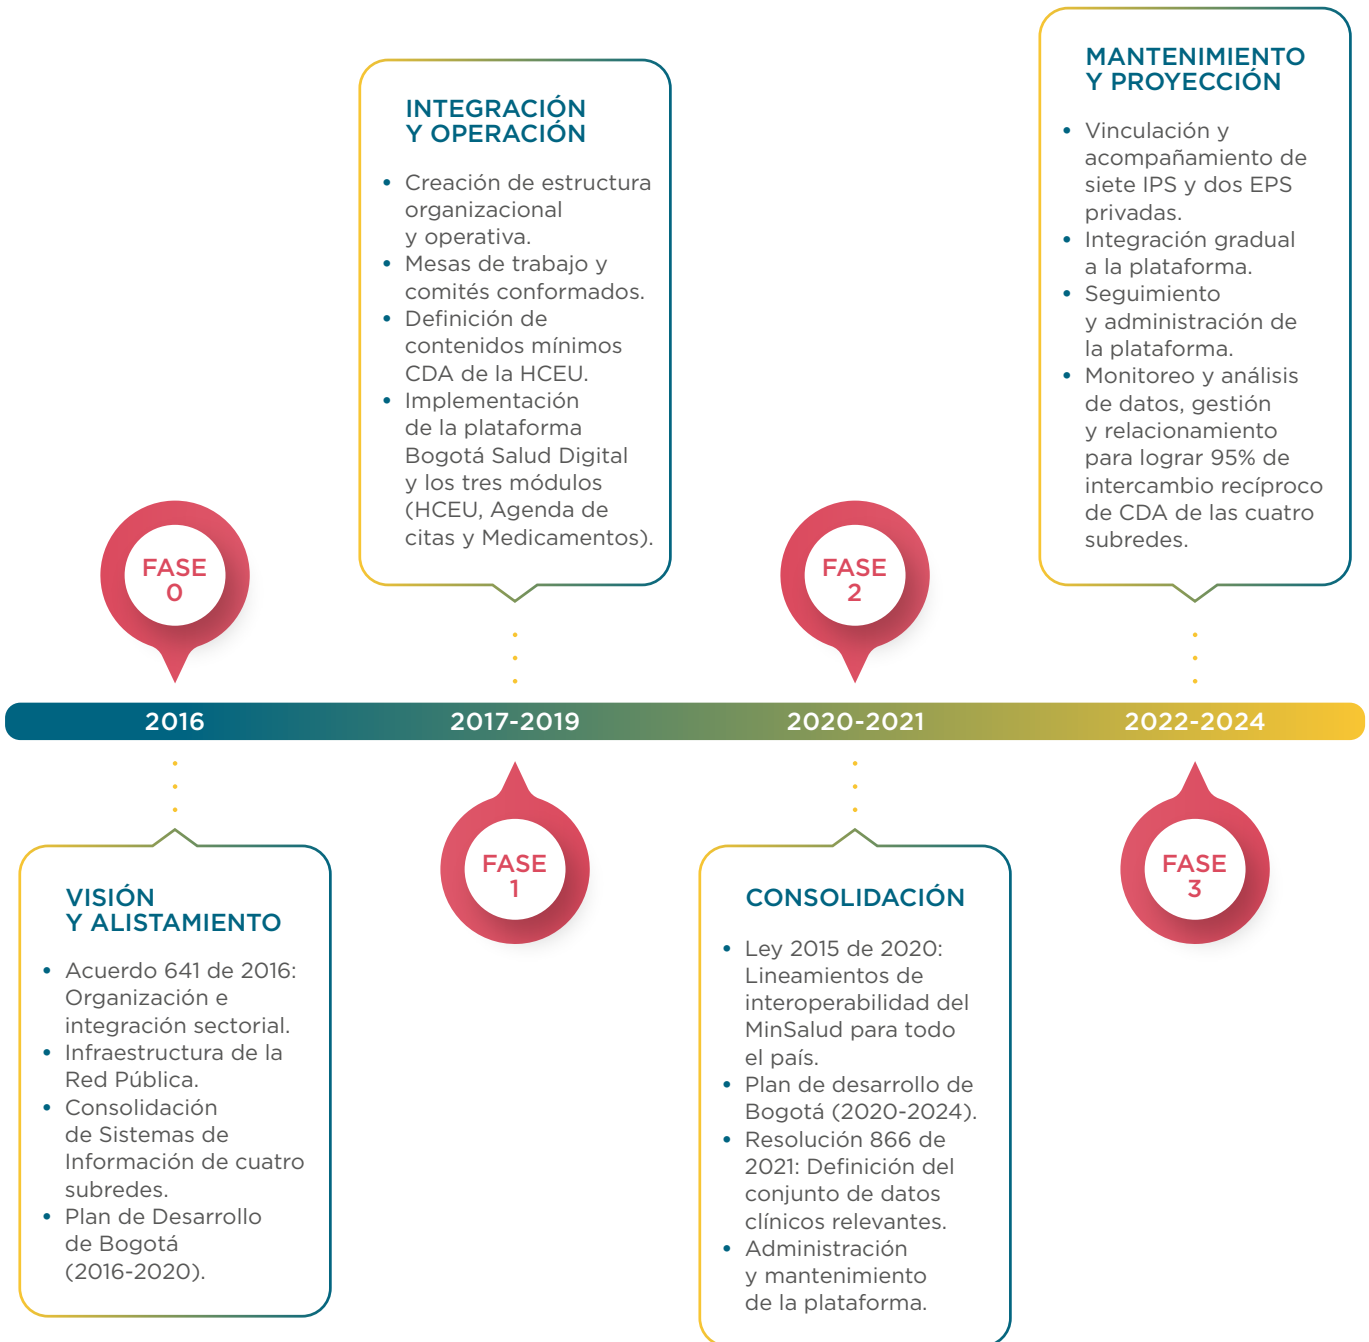 FASE
0
2016
VISIÓN
Y ALISTAMIENTO
• Acuerdo 641 de 2016:
Organización e
integración sectorial.
• Infraestructura de la
Red Pública.
• Consolidación
de Sistemas de
Información de cuatro
subredes.
• Plan de Desarrollo
de Bogotá
(2016-2020).
INTEGRACIÓN
Y OPERACIÓN
• Creación de estructura
organizacional
y operativa.
• Mesas de trabajo y
comités conformados.
• Definición de
contenidos mínimos
CDA de la HCEU.
• Implementación
de la plataforma
Bogotá Salud Digital
y los tres módulos
(HCEU, Agenda de
citas y Medicamentos).
2017-2019
FASE
1
FASE
2
2020-2021
CONSOLIDACIÓN
• Ley 2015 de 2020:
Lineamientos de
interoperabilidad del
MinSalud para todo
el país.
• Plan de desarrollo de
Bogotá (2020-2024).
• Resolución 866 de
2021: Definición del
conjunto de datos
clínicos relevantes.
• Administración
y mantenimiento
de la plataforma.
MANTENIMIENTO
Y PROYECCIÓN
• Vinculación y
acompañamiento de
siete IPS y dos EPS
privadas.
• Integración gradual
a la plataforma.
• Seguimiento
y administración de
la plataforma.
• Monitoreo y análisis
de datos, gestión
y relacionamiento
para lograr 95% de
intercambio recíproco
de CDA de las cuatro
subredes.
2022-2024
FASE
3